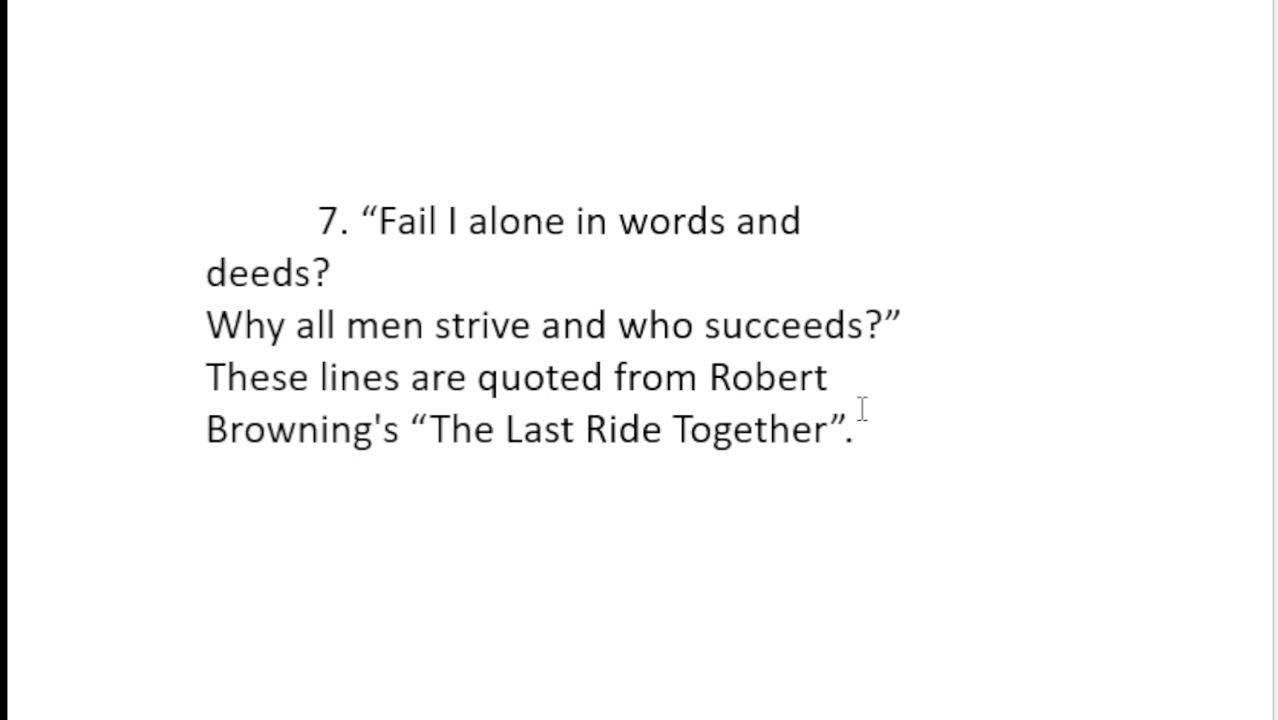 7. “Fail I alone in words and
deeds?
Why all men strive and who succeeds?”
These lines are quoted from Robert
Browning's “The Last Ride Together”.